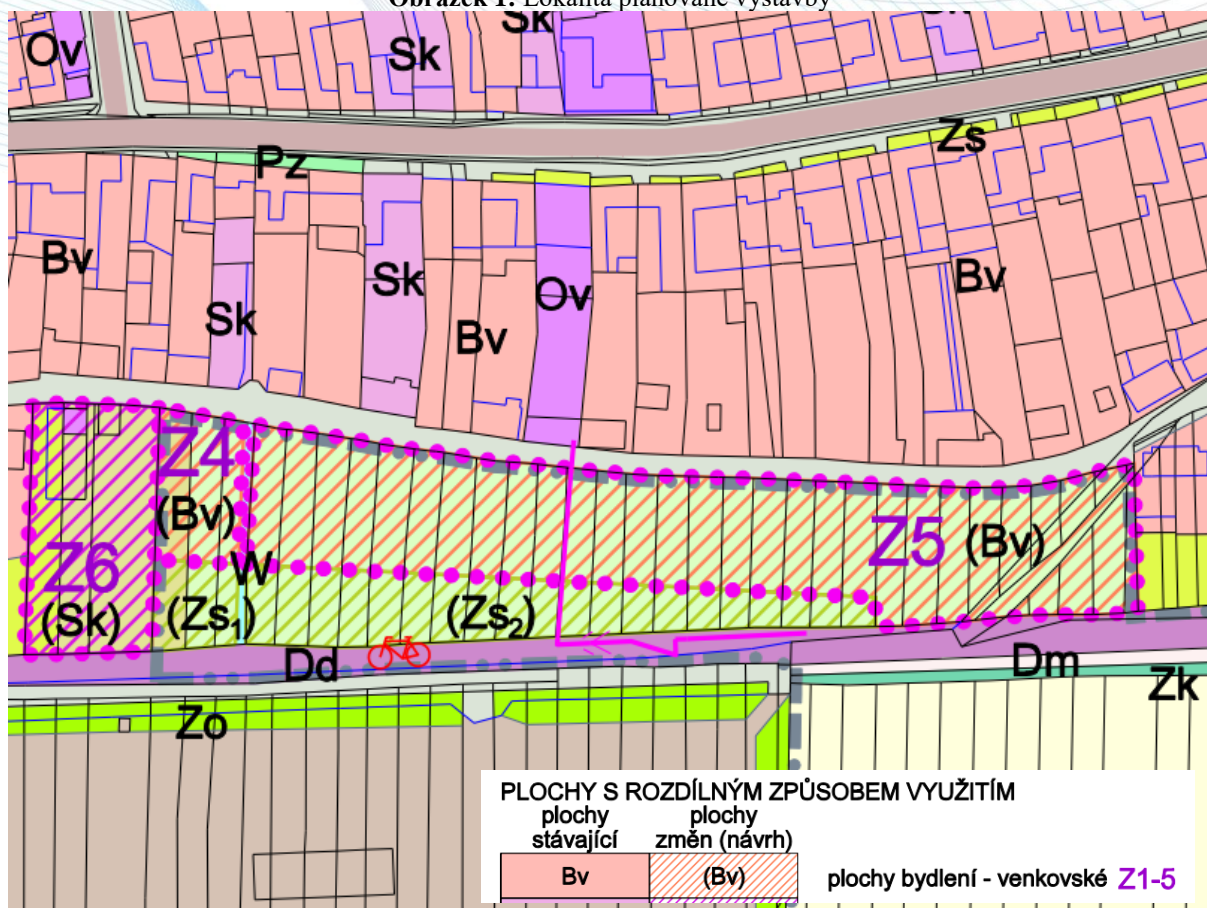 Obrázek 1: Lokalita plánované výstavby
Ov
Sk
Sk
Zs
Pz
Bv
Sk
Sk
Bv
Ov
Bv
Z4
(Bv)
Z5 (Bv)
Z6
(Sk)
W
(Zs1)
(Zs2)
Dd
Dm
Zk
Zo
PLOCHY S ROZDÍLNÝM ZPŮSOBEM VYUŽITÍM
plochy stávající
plochy změn (návrh)
Bv
(Bv)
plochy bydlení - venkovské Z1-5